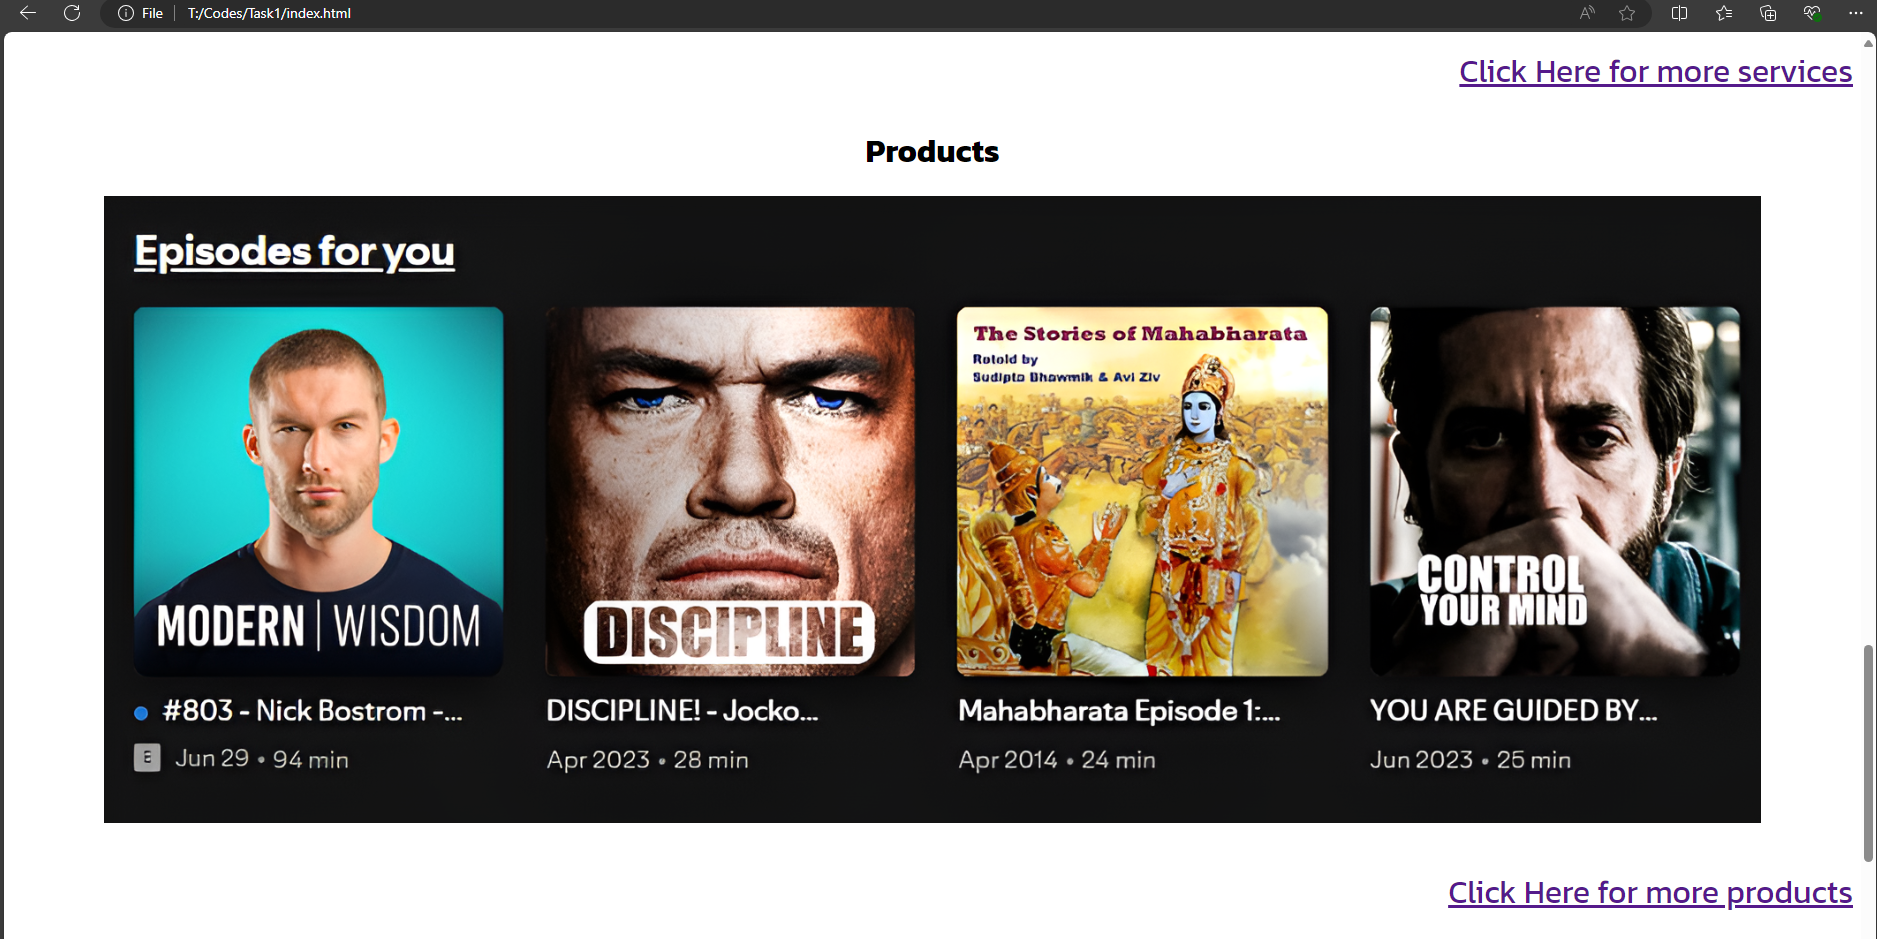 File T:/Codes/Task1/index.html
Click Here for more services
Products
Episodes for you
MODERN | WISDOM
DISCIPLINE
The Stories of Mahabharata
Retold by
Sudipto Bhowmik & Avi Ziv
CONTROL
YOUR MIND
#803 - Nick Bostrom -...
E Jun 29 • 94 min
DISCIPLINE! - Jocko...
Apr 2023 • 28 min
Mahabharata Episode 1:...
Apr 2014 • 24 min
YOU ARE GUIDED BY...
Jun 2023 • 25 min
Click Here for more products